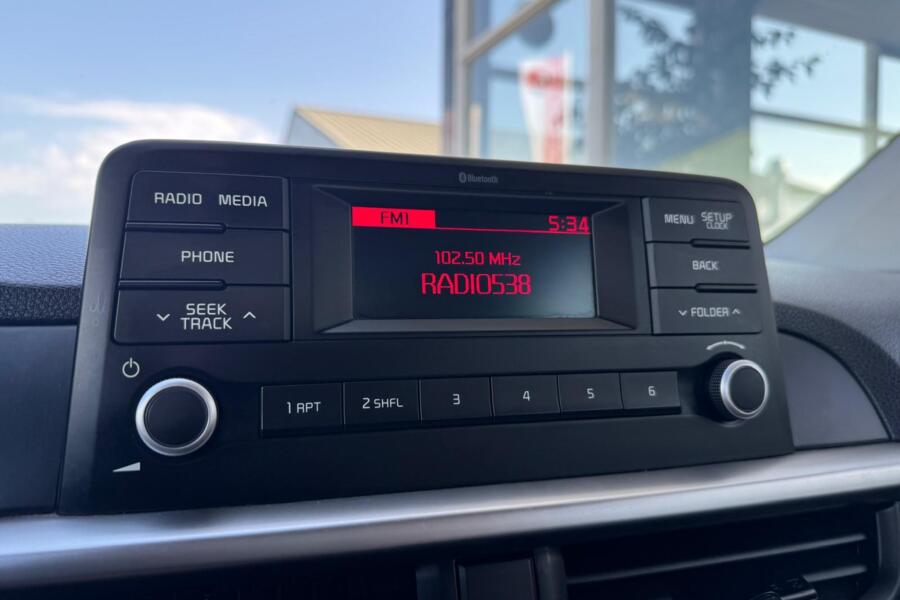 Bluetooth
RADIO MEDIA
PHONE
SEEK
TRACK
FM1 5:34
102.50 MHz
RADIO538
MENU SETUP
CLOCK
BACK
FOLDER
1 RPT 2 SHFL 3 4 5 6